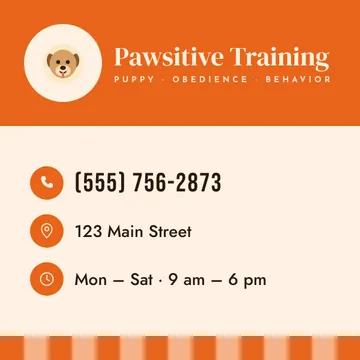 Pawsitive Training
PUPPY · OBEDIENCE · BEHAVIOR
(555) 756-2873
123 Main Street
Mon – Sat · 9 am – 6 pm